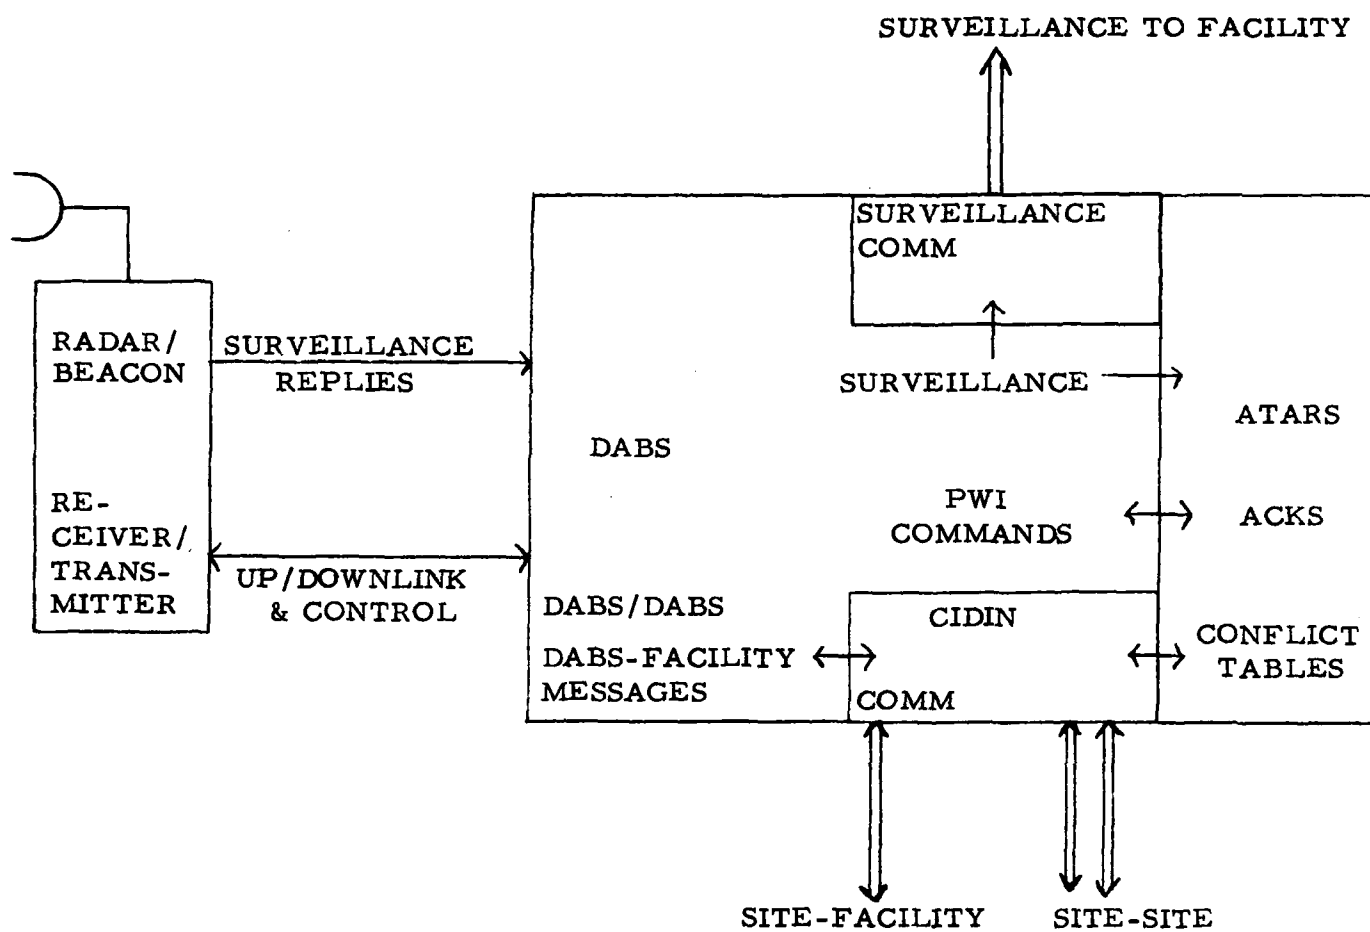 SURVEILLANCE TO FACILITY
SURVEILLANCE
COMM
RADAR/
BEACON
SURVEILLANCE
REPLIES
SURVEILLANCE
ATARS
DABS
RE-
CEIVER/
TRANS-
MITTER
PWI
COMMANDS
ACKS
UP/DOWNLINK
& CONTROL
DABS/DABS
DABS-FACILITY
MESSAGES
CIDIN
COMM
CONFLICT
TABLES
SITE-FACILITY
SITE-SITE